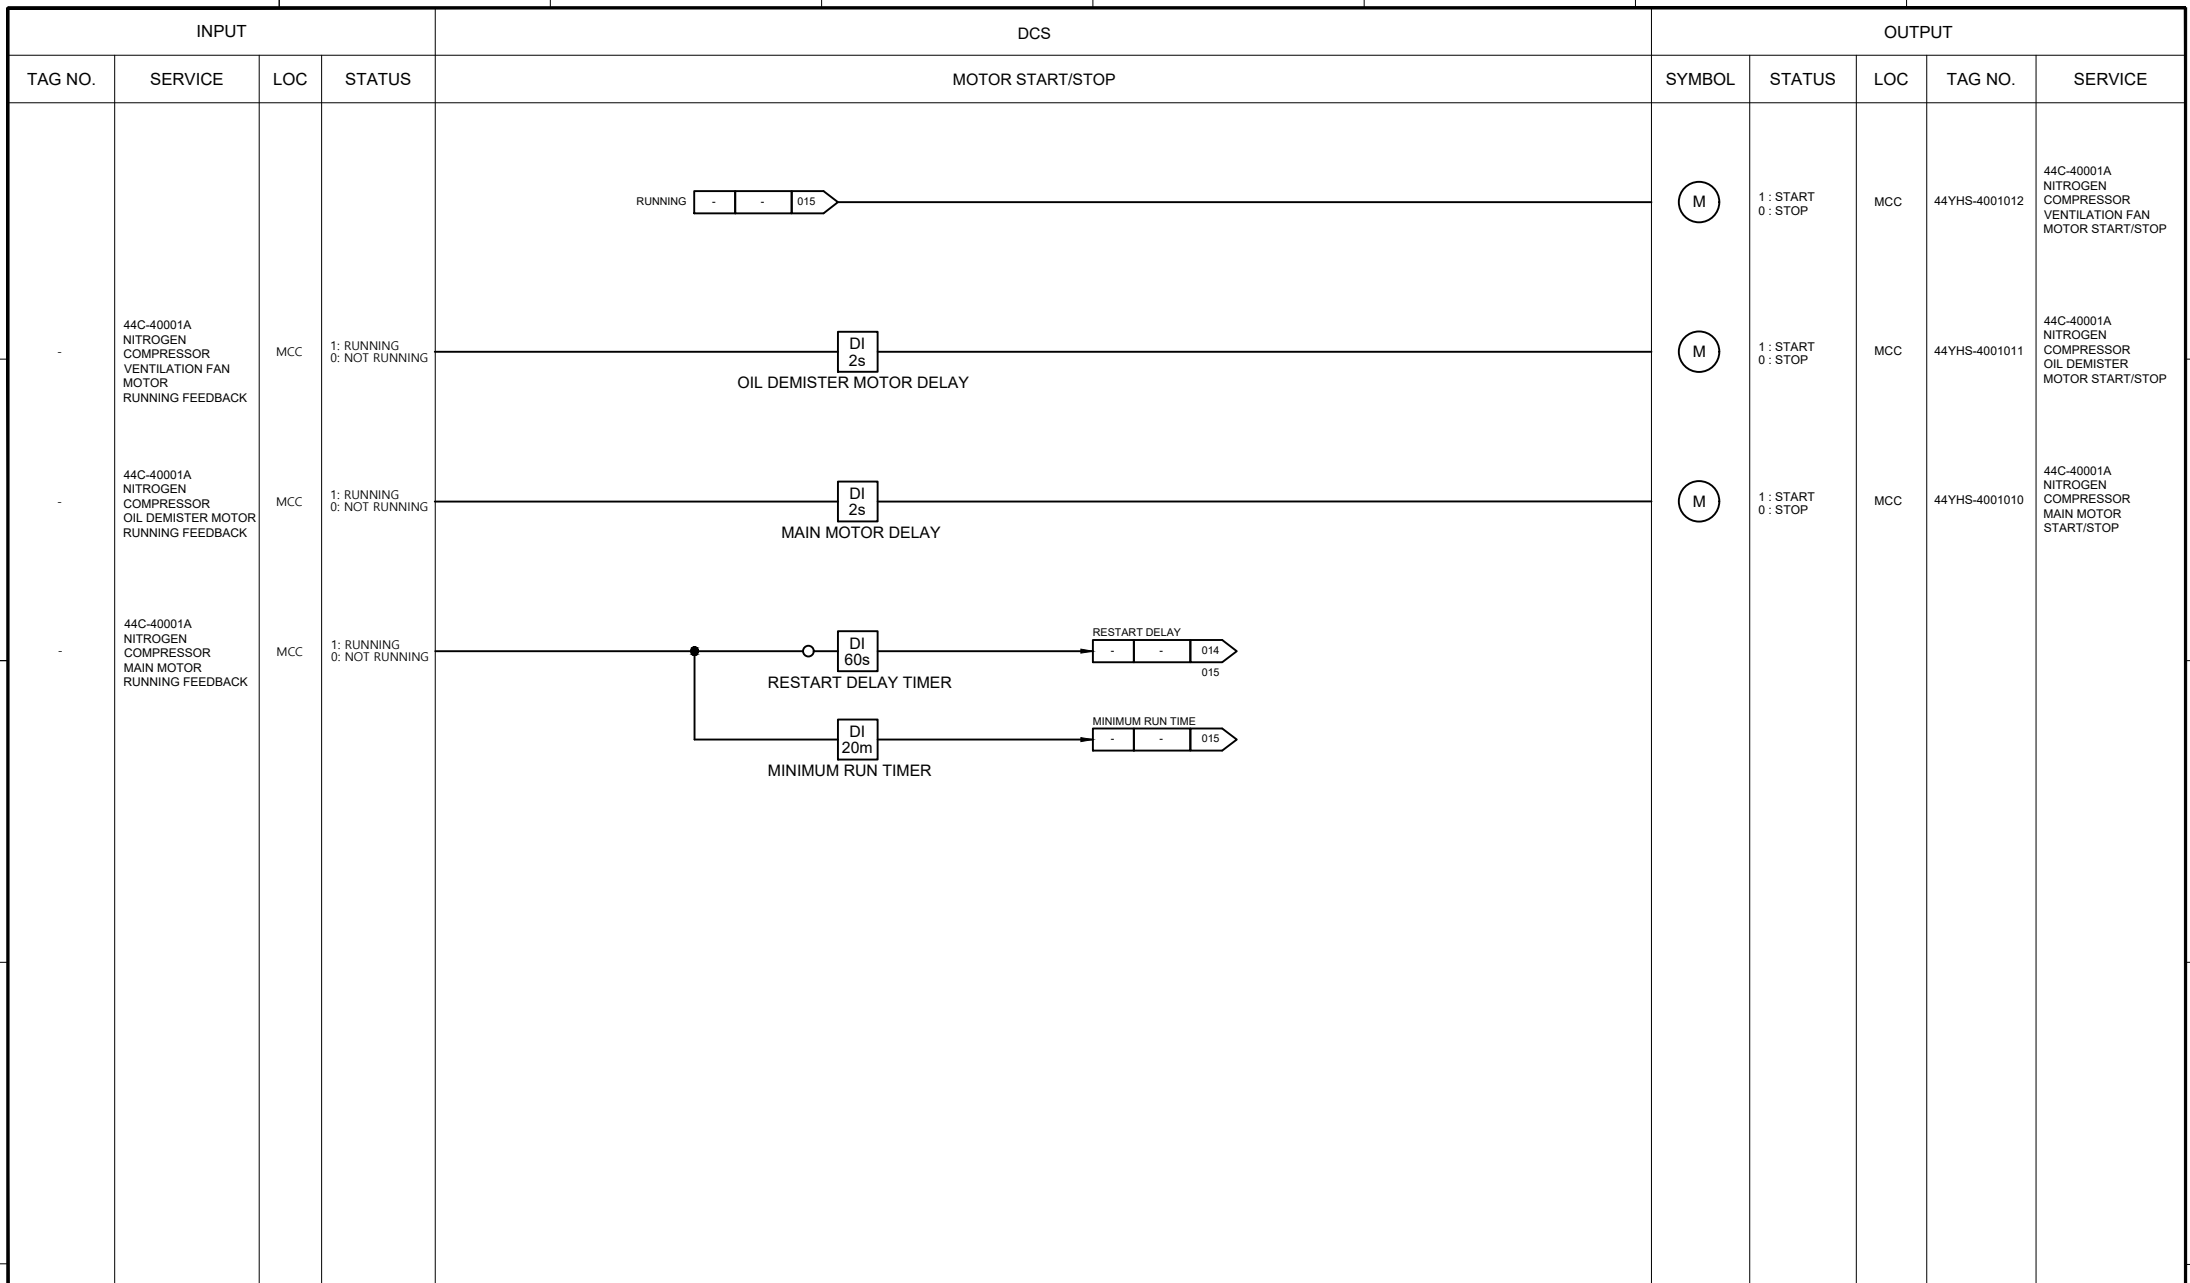 INPUT
DCS
OUTPUT
TAG NO.
SERVICE
LOC
STATUS
MOTOR START/STOP
SYMBOL
STATUS
LOC
TAG NO.
SERVICE
RUNNING
-
-
015
M
1 : START
0 : STOP
MCC
44YHS-4001012
44C-40001A
NITROGEN
COMPRESSOR
VENTILATION FAN
MOTOR START/STOP
-
44C-40001A
NITROGEN
COMPRESSOR
VENTILATION FAN
MOTOR
RUNNING FEEDBACK
MCC
1: RUNNING
0: NOT RUNNING
DI
2s
OIL DEMISTER MOTOR DELAY
M
1 : START
0 : STOP
MCC
44YHS-4001011
44C-40001A
NITROGEN
COMPRESSOR
OIL DEMISTER
MOTOR START/STOP
-
44C-40001A
NITROGEN
COMPRESSOR
OIL DEMISTER MOTOR
RUNNING FEEDBACK
MCC
1: RUNNING
0: NOT RUNNING
DI
2s
MAIN MOTOR DELAY
M
1 : START
0 : STOP
MCC
44YHS-4001010
44C-40001A
NITROGEN
COMPRESSOR
MAIN MOTOR
START/STOP
-
44C-40001A
NITROGEN
COMPRESSOR
MAIN MOTOR
RUNNING FEEDBACK
MCC
1: RUNNING
0: NOT RUNNING
DI
60s
RESTART DELAY TIMER
RESTART DELAY
-
-
014
015
DI
20m
MINIMUM RUN TIMER
MINIMUM RUN TIME
-
-
015